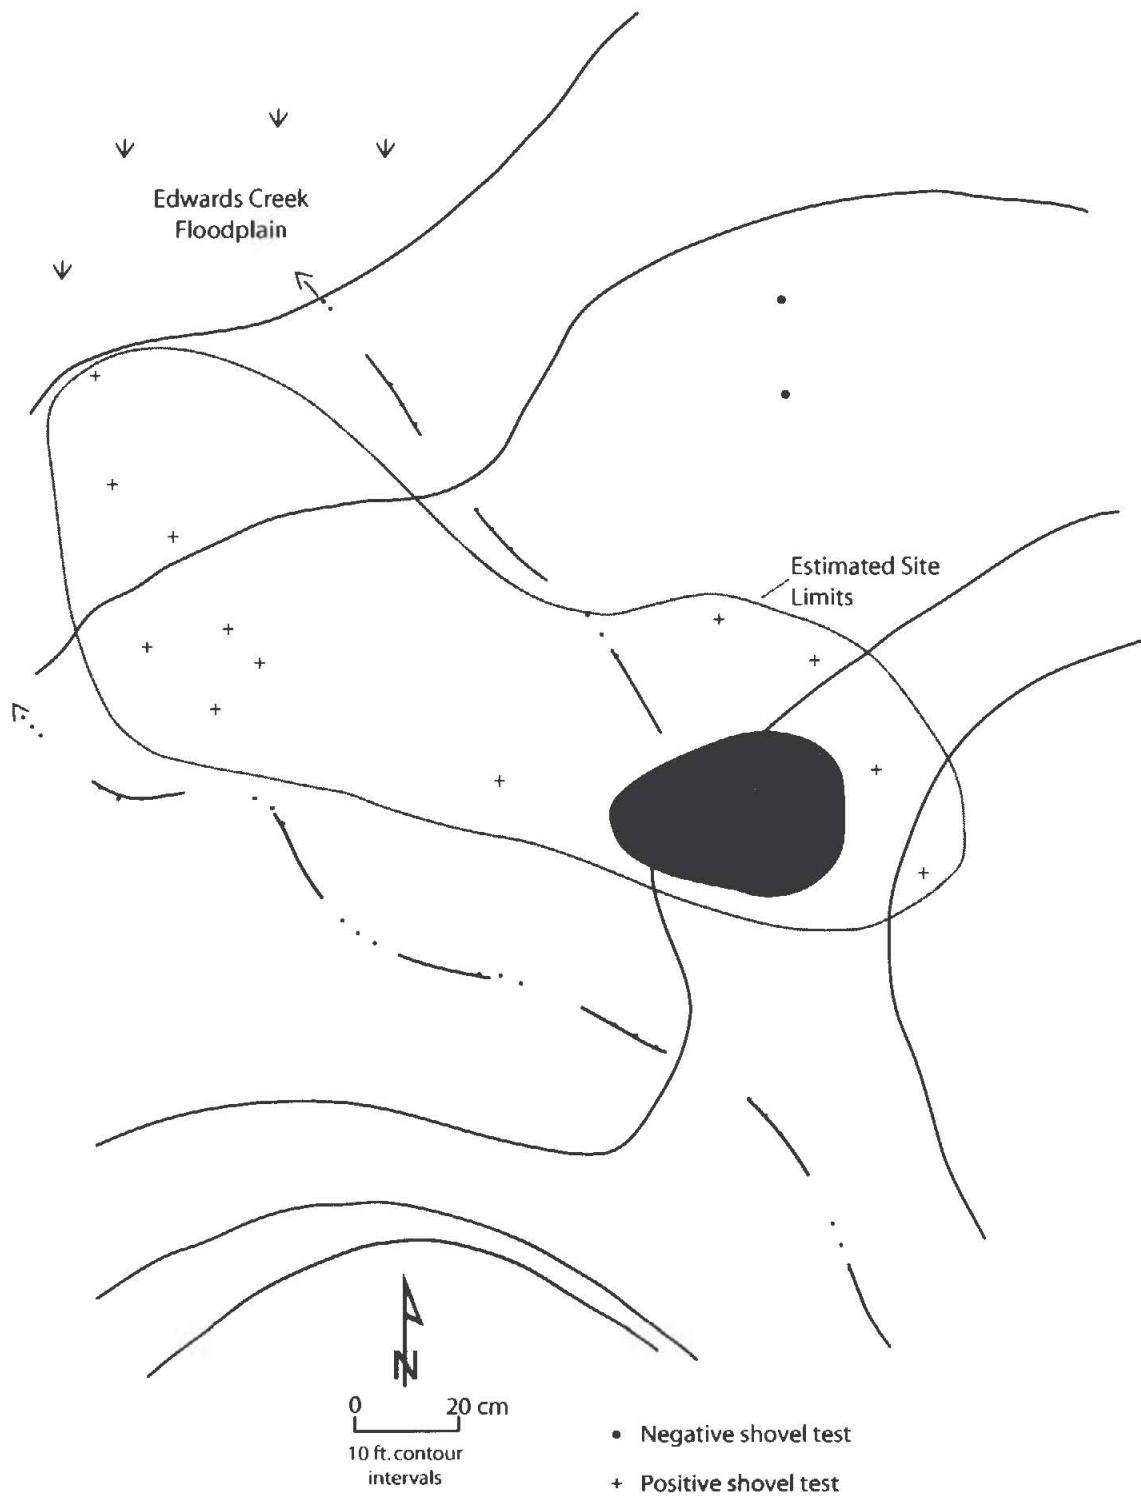 Edwards Creek
Floodplain
Estimated Site
Limits
N
0 20 cm
10 ft. contour
intervals
Negative shovel test
Positive shovel test